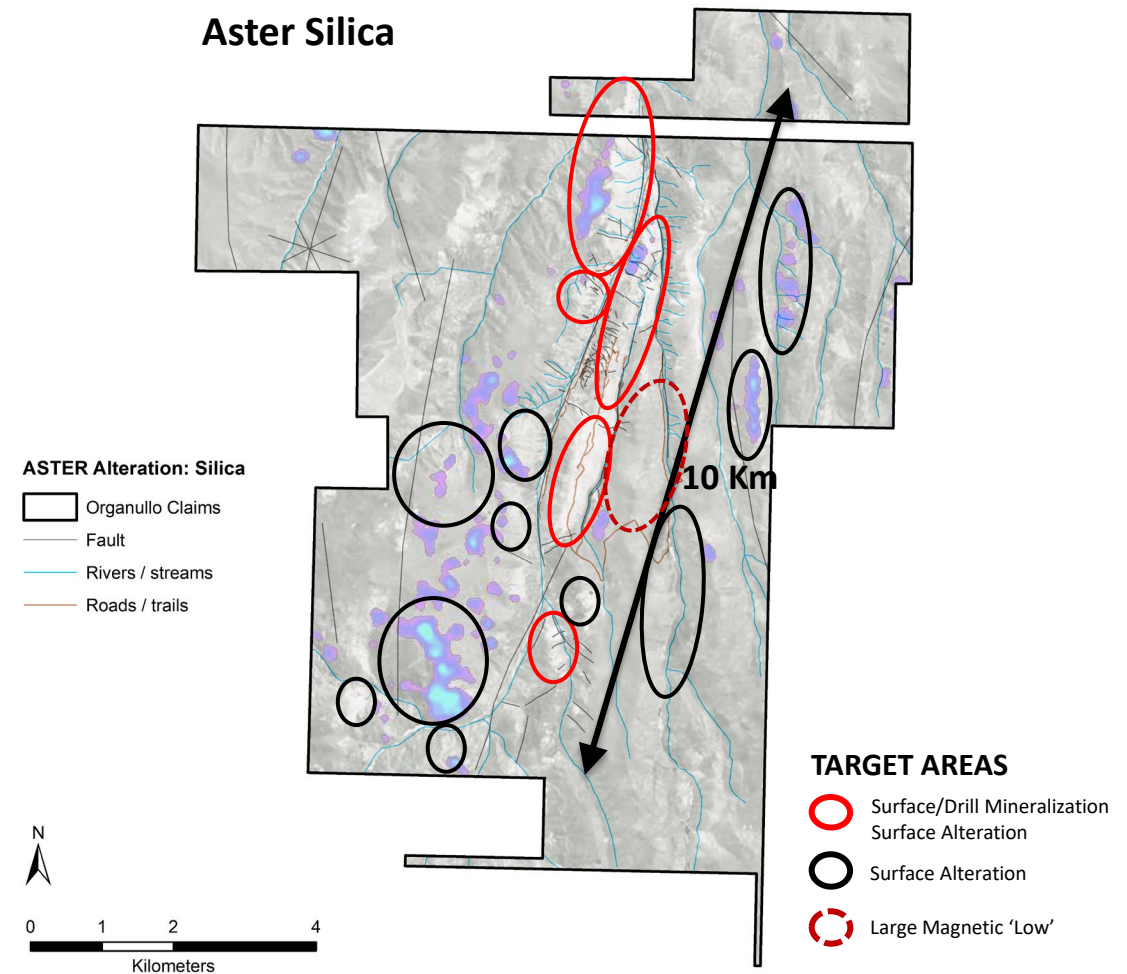 Aster Silica
10 Km
ASTER Alteration: Silica
Organullo Claims
Fault
Rivers / streams
Roads / trails
TARGET AREAS
Surface/Drill Mineralization
Surface Alteration
Surface Alteration
Large Magnetic ‘Low’
N
0 1 2 4
Kilometers